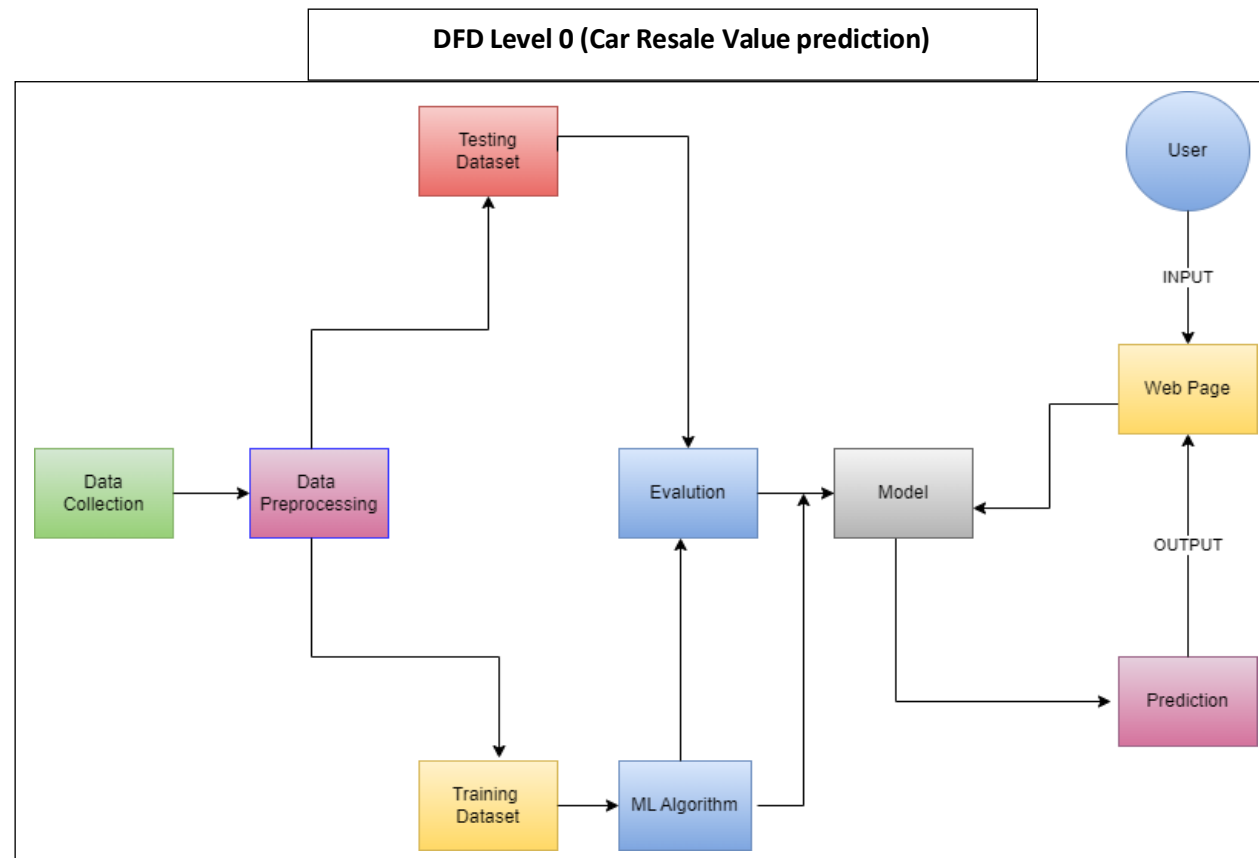 DFD Level 0 (Car Resale Value prediction)
Testing
Dataset
User
INPUT
Web Page
Data
Collection
Data
Preprocessing
Evalution
Model
OUTPUT
Prediction
Training
Dataset
ML Algorithm